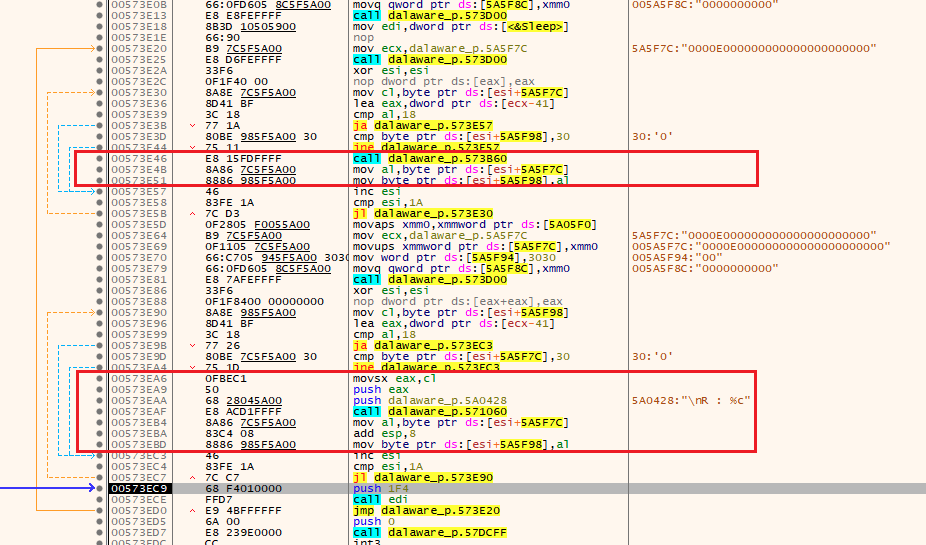 00573E0B 66:0FD605 8C5F5A00 movq qword ptr ds:[5A5F8C],xmm0 005A5F8C:"0000000000"
00573E13 E8 E8FEFFFF call dalaware_p.573D00
00573E18 8B3D 10505900 mov edi,dword ptr ds:[<&Sleep>]
00573E1E 66:90 nop
00573E20 B9 7C5F5A00 mov ecx,dalaware_p.5A5F7C 5A5F7C:"0000E000000000000000000000"
00573E25 E8 D6FEFFFF call dalaware_p.573D00
00573E2A 33F6 xor esi,esi
00573E2C 0F1F40 00 nop dword ptr ds:[eax],eax
00573E30 8A8E 7C5F5A00 mov cl,byte ptr ds:[esi+5A5F7C]
00573E36 8D41 BF lea eax,dword ptr ds:[ecx-41]
00573E39 3C 18 cmp al,18
00573E3B 77 1A ja dalaware_p.573E57
00573E3D 80BE 985F5A00 30 cmp byte ptr ds:[esi+5A5F98],30 30:'0'
00573E44 75 11 jne dalaware_p.573E57
00573E46 E8 15FDFFFF call dalaware_p.573B60
00573E4B 8A86 7C5F5A00 mov al,byte ptr ds:[esi+5A5F7C]
00573E51 8886 985F5A00 mov byte ptr ds:[esi+5A5F98],al
00573E57 46 inc esi
00573E58 83FE 1A cmp esi,1A
00573E5B 7C D3 jl dalaware_p.573E30
00573E5D 0F2805 F0055A00 movaps xmm0,xmmword ptr ds:[5A05F0]
00573E64 B9 7C5F5A00 mov ecx,dalaware_p.5A5F7C 5A5F7C:"0000E000000000000000000000"
00573E69 0F1105 7C5F5A00 movups xmmword ptr ds:[5A5F7C],xmm0 005A5F7C:"0000E000000000000000000000"
00573E70 66:C705 945F5A00 3030 mov word ptr ds:[5A5F94],3030 005A5F94:"00"
00573E79 66:0FD605 8C5F5A00 movq qword ptr ds:[5A5F8C],xmm0 005A5F8C:"0000000000"
00573E81 E8 7AFEFFFF call dalaware_p.573D00
00573E86 33F6 xor esi,esi
00573E88 0F1F8400 00000000 nop dword ptr ds:[eax+eax],eax
00573E90 8A8E 985F5A00 mov cl,byte ptr ds:[esi+5A5F98]
00573E96 8D41 BF lea eax,dword ptr ds:[ecx-41]
00573E99 3C 18 cmp al,18
00573E9B 77 26 ja dalaware_p.573EC3
00573E9D 80BE 7C5F5A00 30 cmp byte ptr ds:[esi+5A5F7C],30 30:'0'
00573EA4 75 1D jne dalaware_p.573EC3
00573EA6 0FBEC1 movsx eax,cl
00573EA9 50 push eax
00573EAA 68 28045A00 push dalaware_p.5A0428 5A0428:"\nR : %c"
00573EAF E8 ACD1FFFF call dalaware_p.571060
00573EB4 8A86 7C5F5A00 mov al,byte ptr ds:[esi+5A5F7C]
00573EBA 83C4 08 add esp,8
00573EBD 8886 985F5A00 mov byte ptr ds:[esi+5A5F98],al
00573EC3 46 inc esi
00573EC4 83FE 1A cmp esi,1A
00573EC7 7C C7 jl dalaware_p.573E90
00573EC9 68 F4010000 push 1F4
00573ECE FFD7 call edi
00573ED0 E9 4BFFFFFF jmp dalaware_p.573E20
00573ED5 6A 00 push 0
00573ED7 E8 239E0000 call dalaware_p.57DCFF
00573EDC CC int3